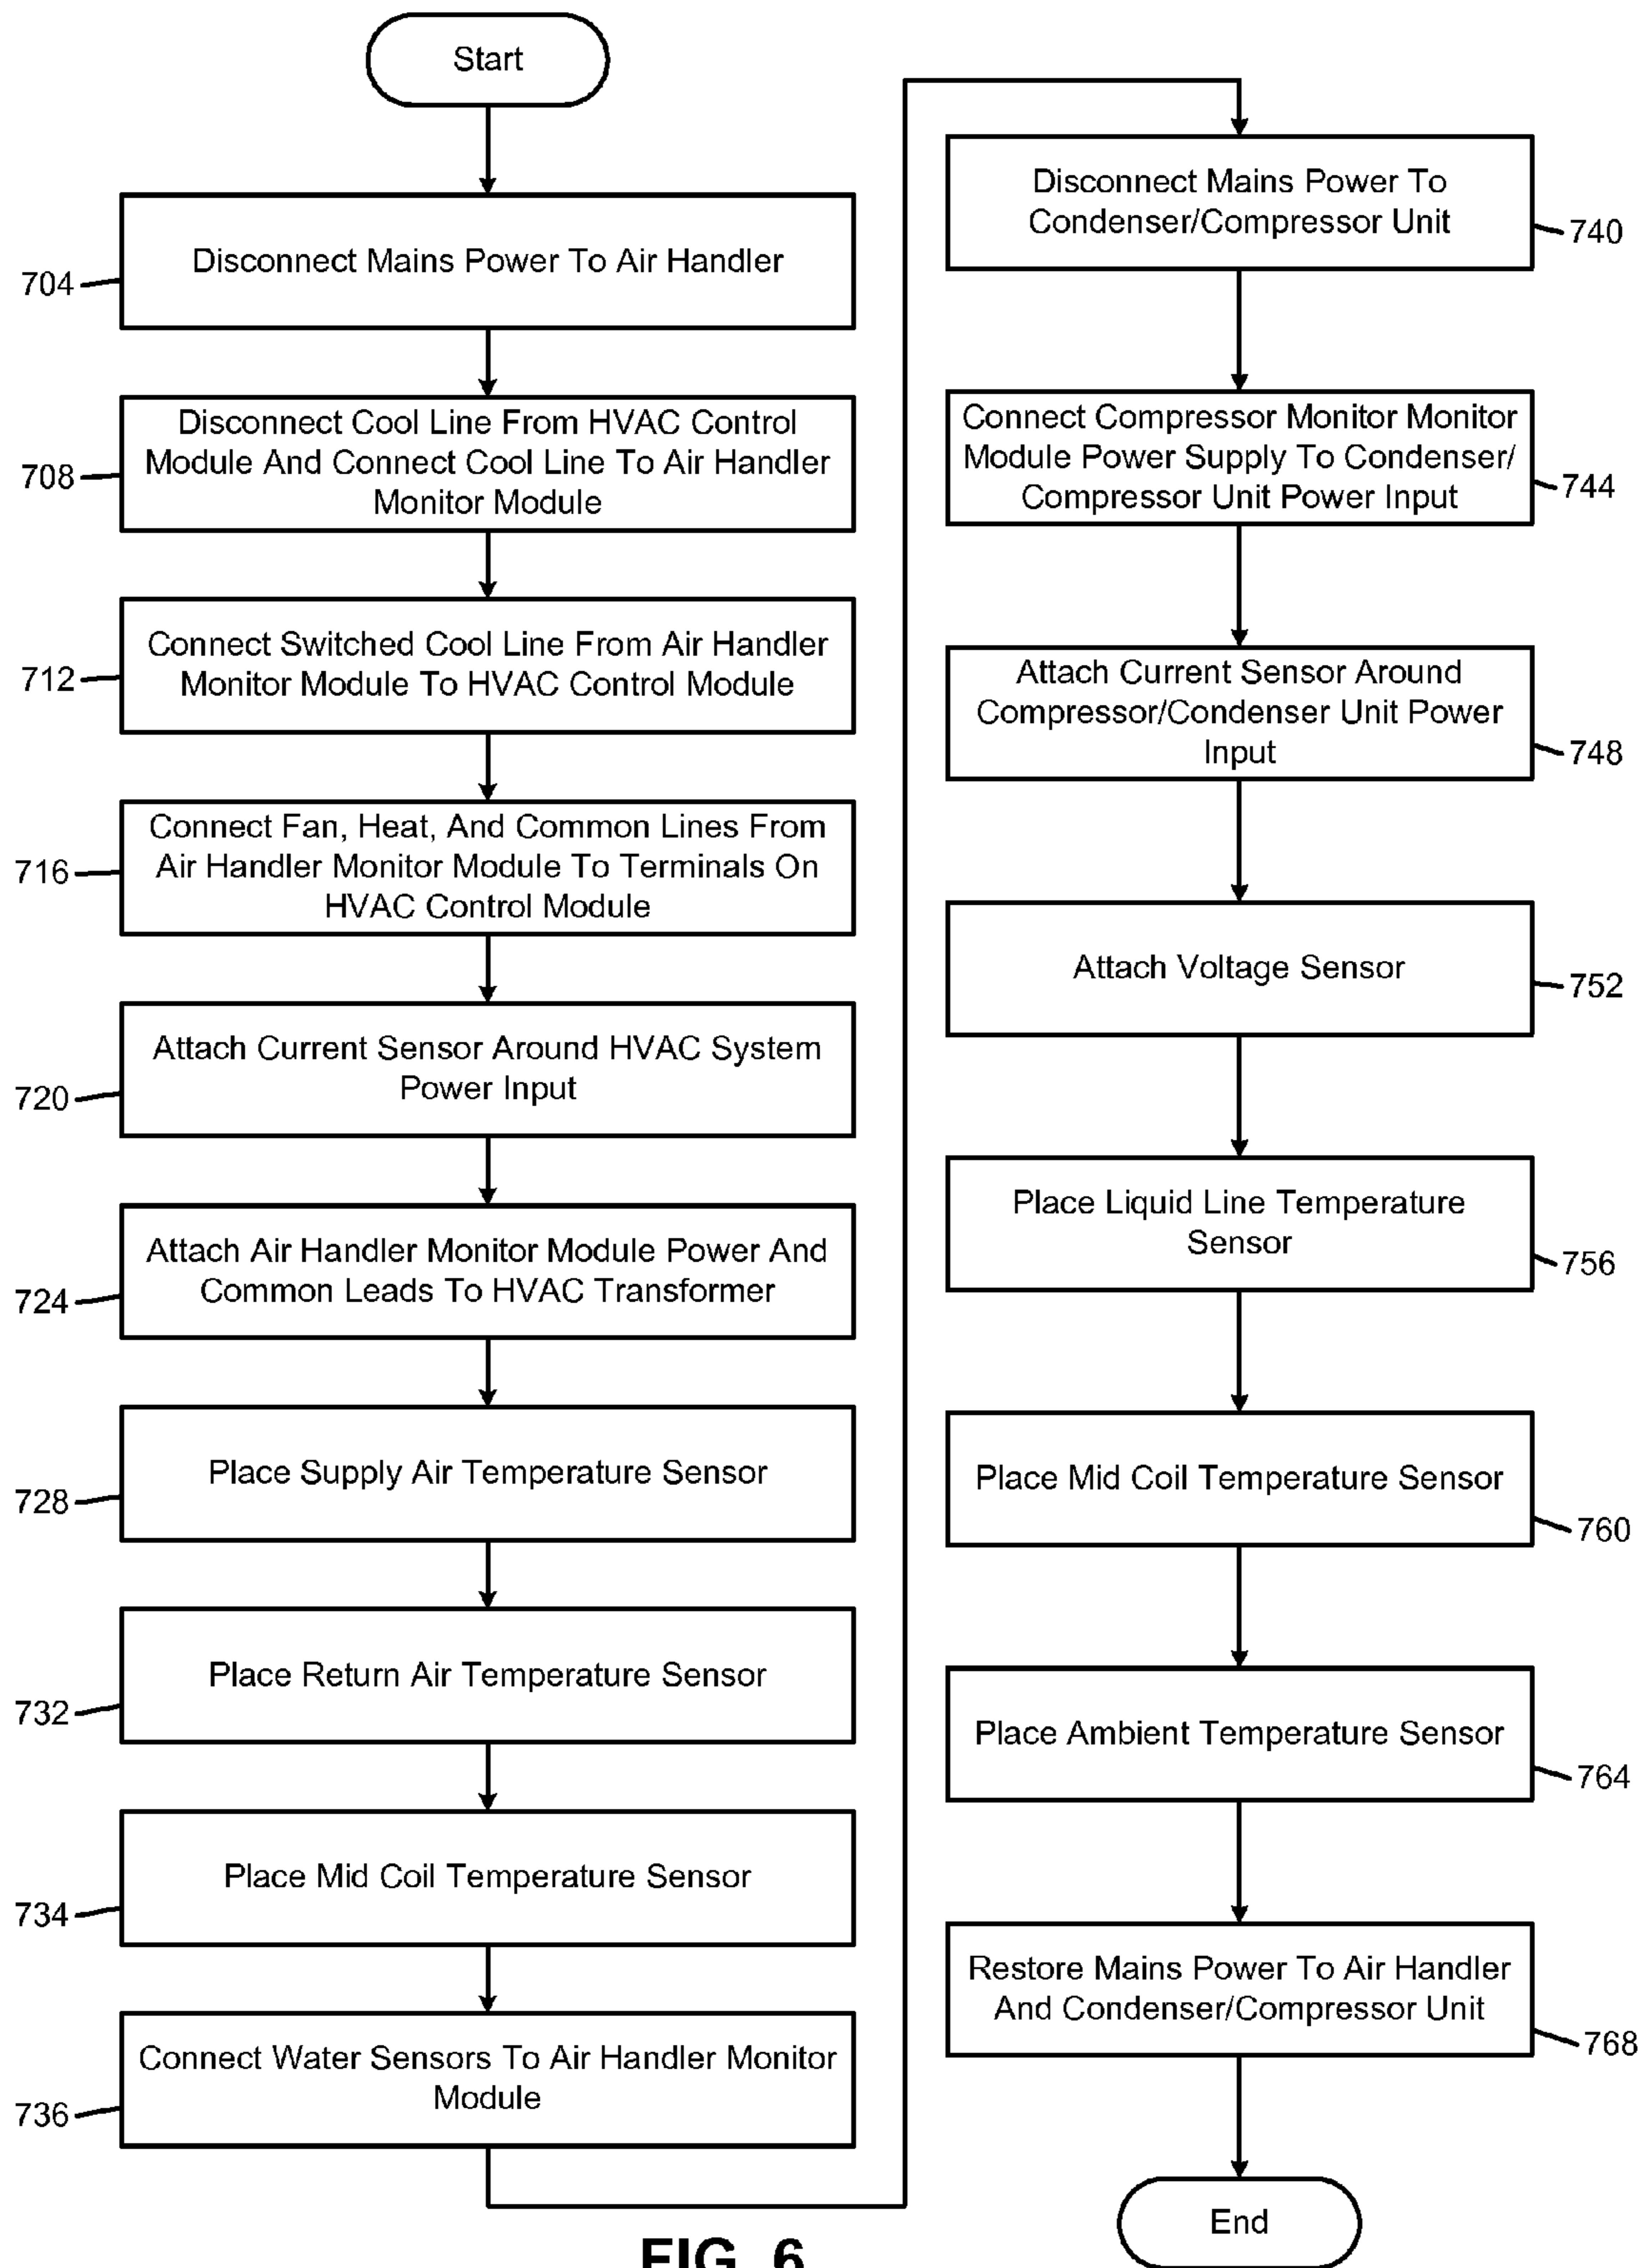 Start
Disconnect Mains Power To Air Handler
704
Disconnect Cool Line From HVAC Control
Module And Connect Cool Line To Air Handler
Monitor Module
708
Connect Switched Cool Line From Air Handler
Monitor Module To HVAC Control Module
712
Connect Fan, Heat, And Common Lines From
Air Handler Monitor Module To Terminals On
HVAC Control Module
716
Attach Current Sensor Around HVAC System
Power Input
720
Attach Air Handler Monitor Module Power And
Common Leads To HVAC Transformer
724
Place Supply Air Temperature Sensor
728
Place Return Air Temperature Sensor
732
Place Mid Coil Temperature Sensor
734
Connect Water Sensors To Air Handler Monitor
Module
736
Disconnect Mains Power To
Condenser/Compressor Unit
740
Connect Compressor Monitor Monitor
Module Power Supply To Condenser/
Compressor Unit Power Input
744
Attach Current Sensor Around
Compressor/Condenser Unit Power
Input
748
Attach Voltage Sensor
752
Place Liquid Line Temperature
Sensor
756
Place Mid Coil Temperature Sensor
760
Place Ambient Temperature Sensor
764
Restore Mains Power To Air Handler
And Condenser/Compressor Unit
768
End
FIG. 6